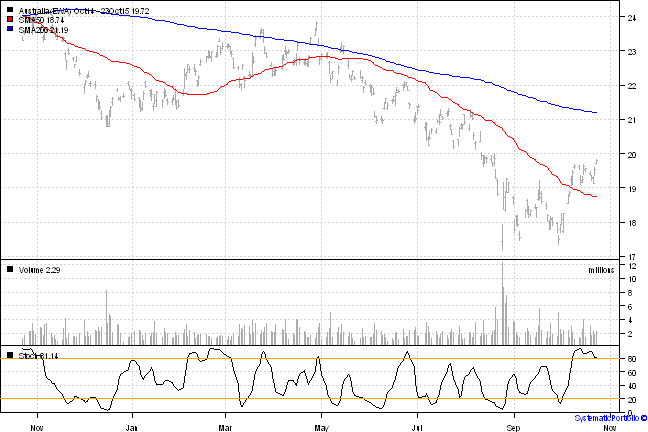 Australia(EWA) Oct14 - 23Oct15 19.72
SMA50 18.74
SMA200 21.19
24
23
22
21
20
19
18
17
Volume 2.29
millions
12
10
8
6
4
2
Stoch 81.14
80
60
40
20
0
Nov Jan Mar May Jul Sep Nov
SystematicPortfolio ©